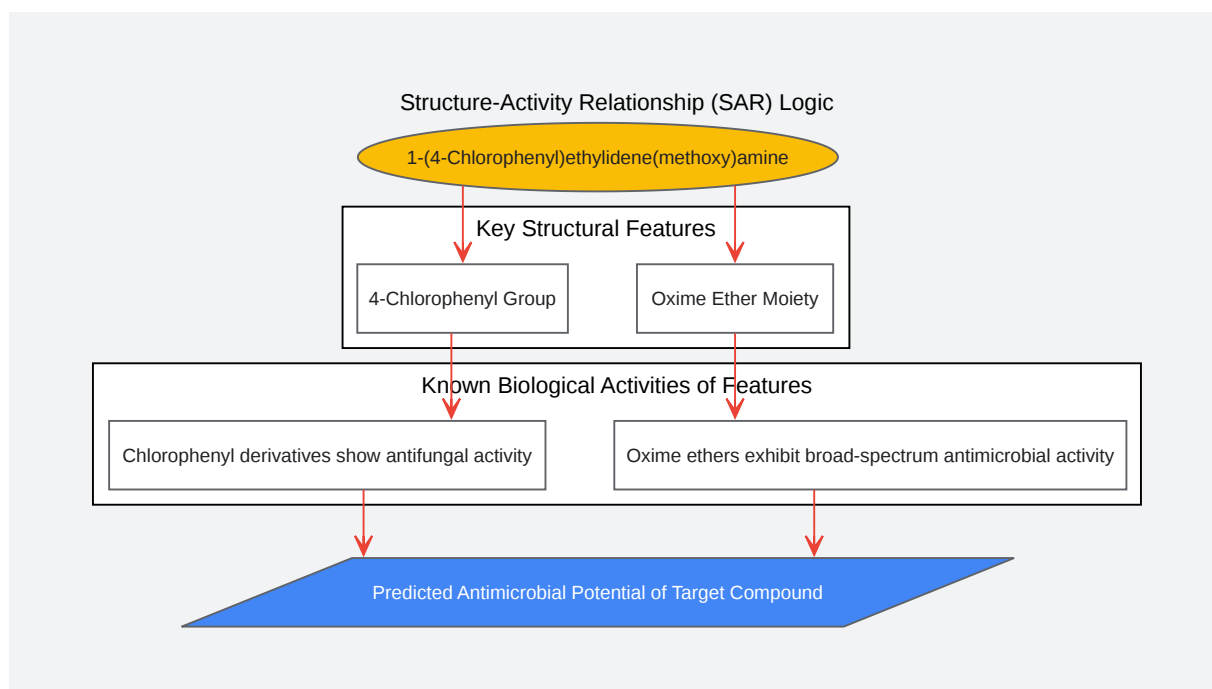 Structure-Activity Relationship (SAR) Logic
1-(4-Chlorophenyl)ethylidene(methoxy)amine
Key Structural Features
4-Chlorophenyl Group
Oxime Ether Moiety
Known Biological Activities of Features
Chlorophenyl derivatives show antifungal activity
Oxime ethers exhibit broad-spectrum antimicrobial activity
Predicted Antimicrobial Potential of Target Compound